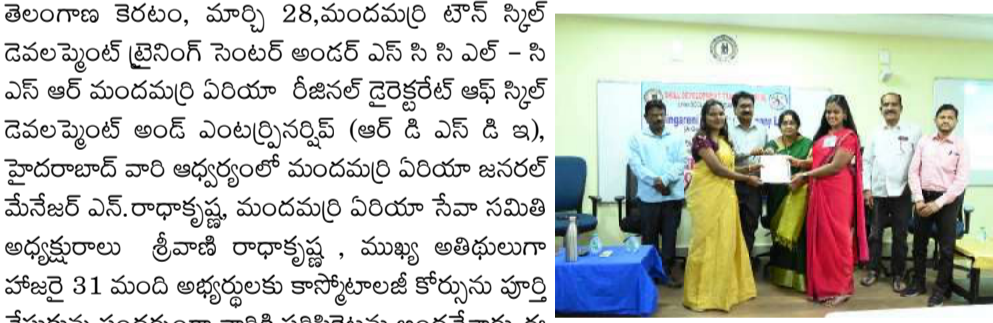 తెలంగాణ కెరటం, మార్చి 28,మందమర్రి టౌన్ స్కిల్
డెవలప్మెంట్ ట్రైనింగ్ సెంటర్ అండర్ ఎస్ సి సి ఎల్ – సి
ఎస్ ఆర్ మందమర్రి ఏరియా రీజినల్ డైరెక్టరేట్ ఆఫ్ స్కిల్
డెవలప్మెంట్ అండ్ ఎంటర్ప్రినర్షిప్ (ఆర్ డి ఎస్ డి ఇ),
హైదరాబాద్ వారి ఆధ్వర్యంలో మందమర్రి ఏరియా జనరల్
మేనేజర్ ఎన్.రాధాకృష్ణ, మందమర్రి ఏరియా సేవా సమితి
అధ్యక్షురాలు శ్రీవాణి రాధాకృష్ణ , ముఖ్య అతిథులుగా
హాజరై 31 మంది అభ్యర్థులకు కాస్మోటాలజీ కోర్సును పూర్తి
SKILL DEVELOPMENT